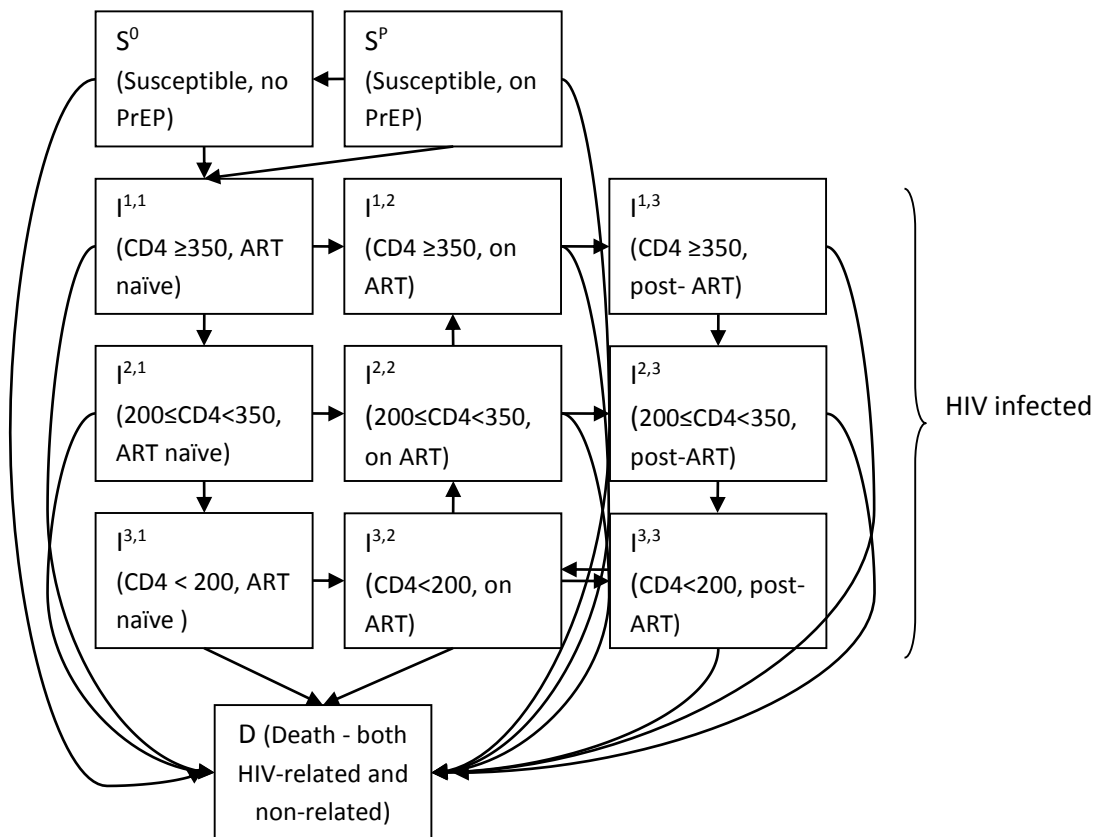 S⁰
(Susceptible, no
PrEP)
Sᴾ
(Susceptible, on
PrEP)
I¹,¹
(CD4 ≥350, ART
naïve)
I¹,²
(CD4 ≥350, on
ART)
I¹,³
(CD4 ≥350,
post- ART)
I²,¹
(200≤CD4<350,
ART naïve)
I²,²
(200≤CD4<350,
on ART)
I²,³
(200≤CD4<350,
post-ART)
HIV infected
I³,¹
(CD4 < 200, ART
naïve )
I³,²
(CD4<200, on
ART)
I³,³
(CD4<200, post-
ART)
D (Death - both
HIV-related and
non-related)